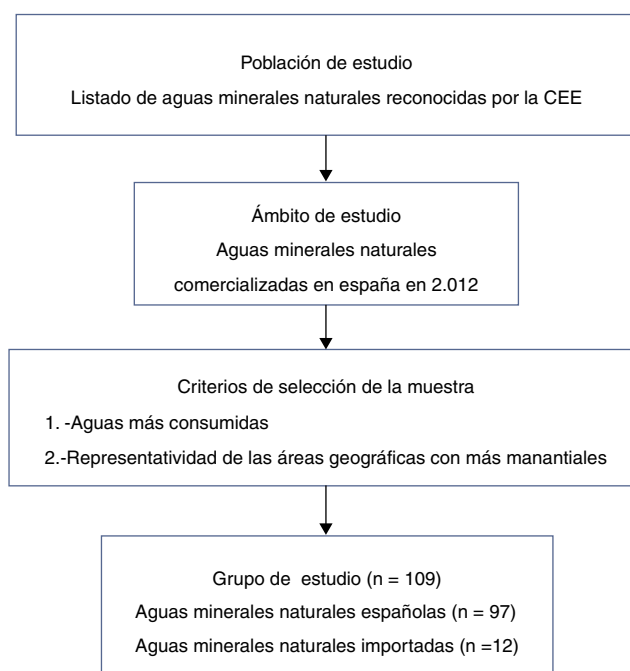 Población de estudio
Listado de aguas minerales naturales reconocidas por la CEE
Ámbito de estudio
Aguas minerales naturales
comercializadas en españa en 2.012
Criterios de selección de la muestra
1. -Aguas más consumidas
2.-Representatividad de las áreas geográficas con más manantiales
Grupo de estudio (n = 109)
Aguas minerales naturales españolas (n = 97)
Aguas minerales naturales importadas (n =12)